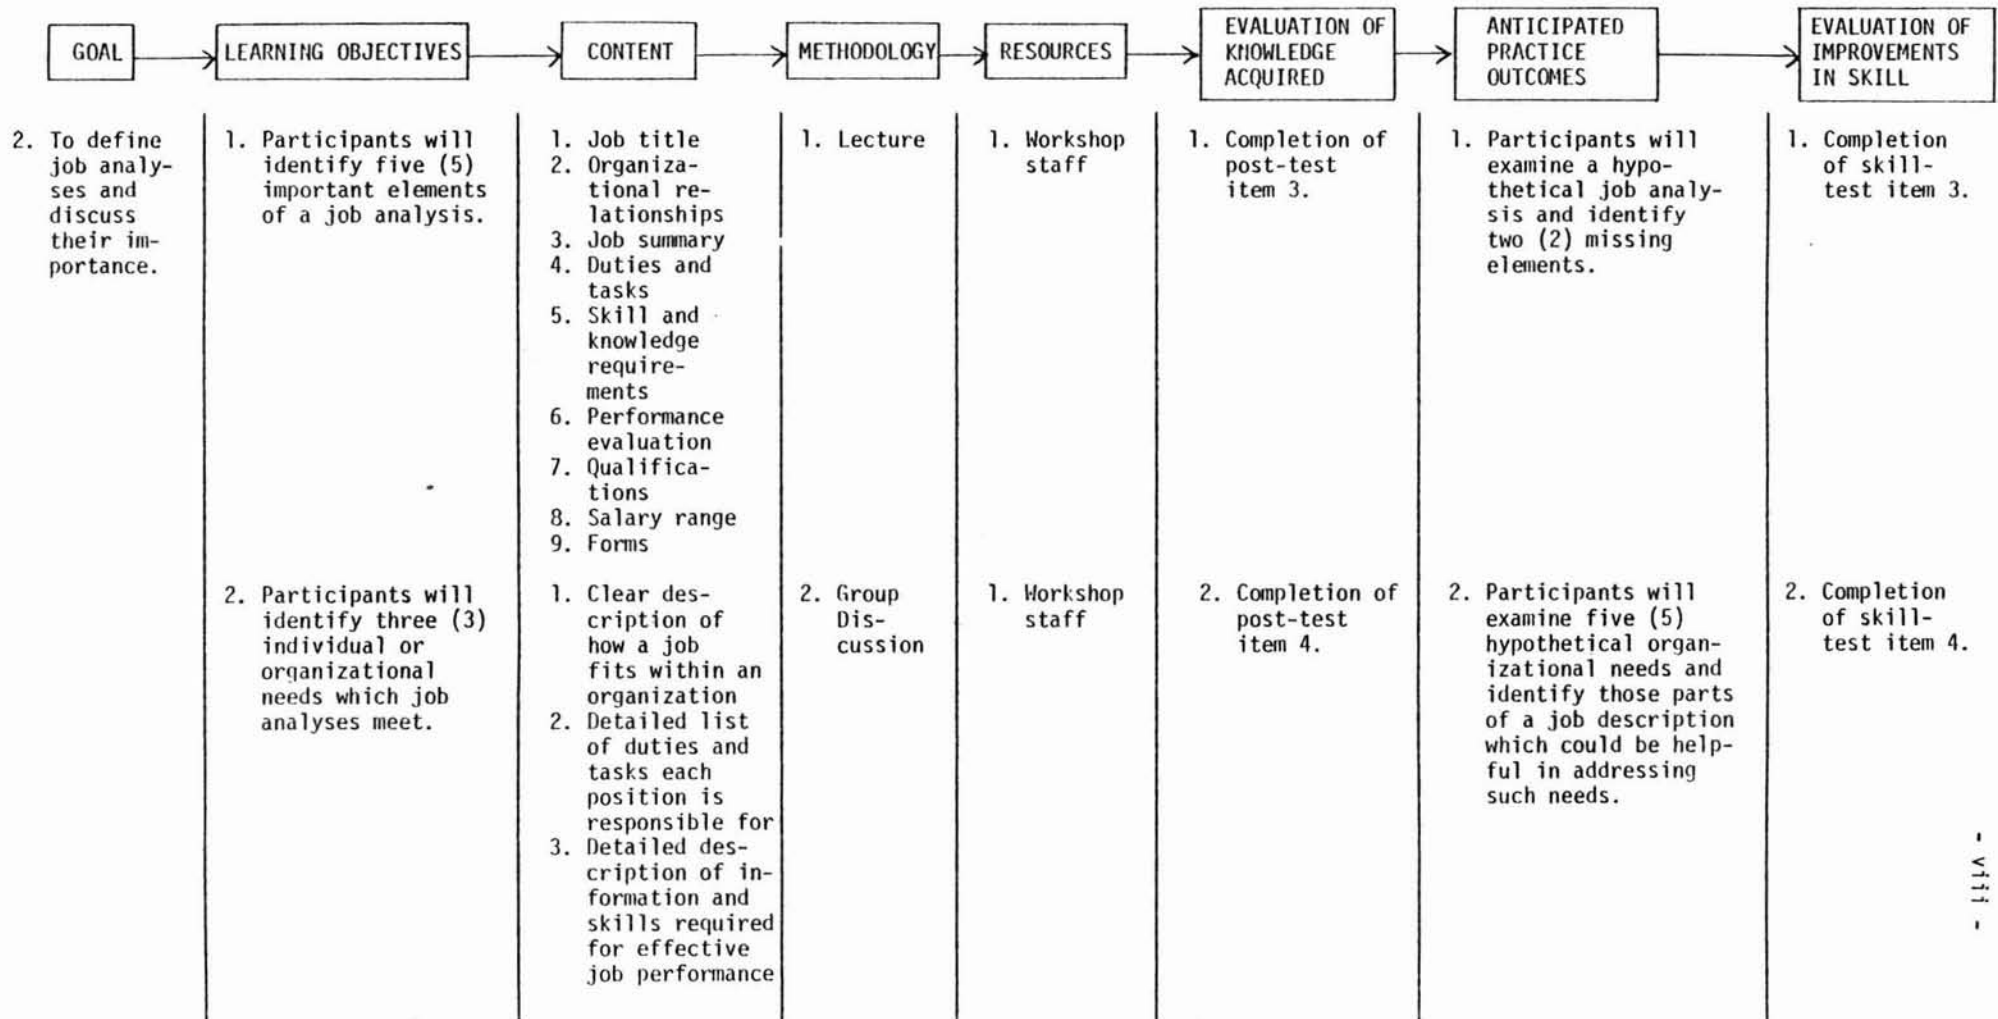 GOAL
LEARNING OBJECTIVES
CONTENT
METHODOLOGY
RESOURCES
EVALUATION OF
KNOWLEDGE
ACQUIRED
ANTICIPATED
PRACTICE
OUTCOMES
EVALUATION OF
IMPROVEMENTS
IN SKILL
2. To define
job analy-
ses and
discuss
their im-
portance.
1. Participants will
identify five (5)
important elements
of a job analysis.
1. Job title
2. Organiza-
tional re-
lationships
3. Job summary
4. Duties and
tasks
5. Skill and
knowledge
require-
ments
6. Performance
evaluation
7. Qualifica-
tions
8. Salary range
9. Forms
1. Lecture
1. Workshop
staff
1. Completion of
post-test
item 3.
1. Participants will
examine a hypo-
thetical job analy-
sis and identify
two (2) missing
elements.
1. Completion
of skill-
test item 3.
2. Participants will
identify three (3)
individual or
organizational
needs which job
analyses meet.
1. Clear des-
cription of
how a job
fits within an
organization
2. Detailed list
of duties and
tasks each
position is
responsible for
3. Detailed des-
cription of in-
formation and
skills required
for effective
job performance
2. Group
Dis-
cussion
1. Workshop
staff
2. Completion of
post-test
item 4.
2. Participants will
examine five (5)
hypothetical organ-
izational needs and
identify those parts
of a job description
which could be help-
ful in addressing
such needs.
2. Completion
of skill-
test item 4.
- viii -